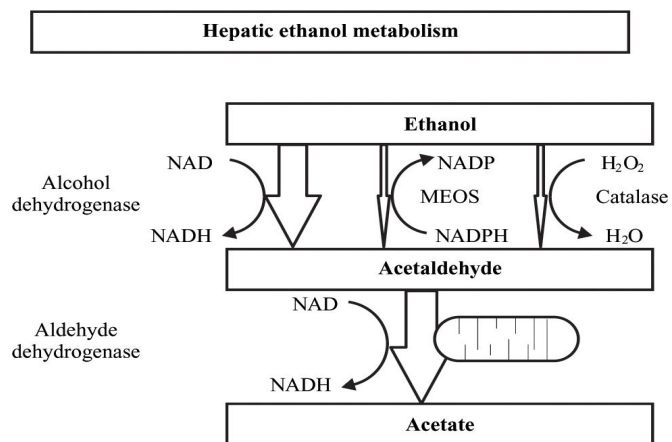 Hepatic ethanol metabolism
Ethanol
NAD
NADP
H₂O₂
Alcohol
dehydrogenase
MEOS
Catalase
NADH
NADPH
H₂O
Acetaldehyde
NAD
Aldehyde
dehydrogenase
NADH
Acetate